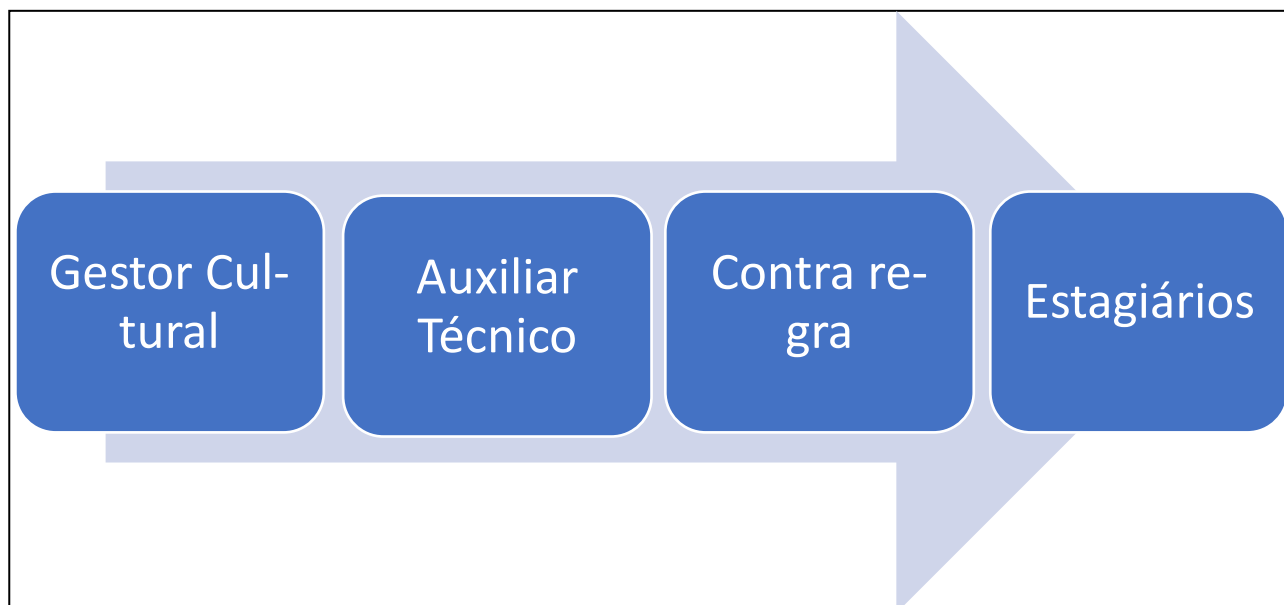 Gestor Cul-
tural
Auxiliar
Técnico
Contra re-
gra
Estagiários